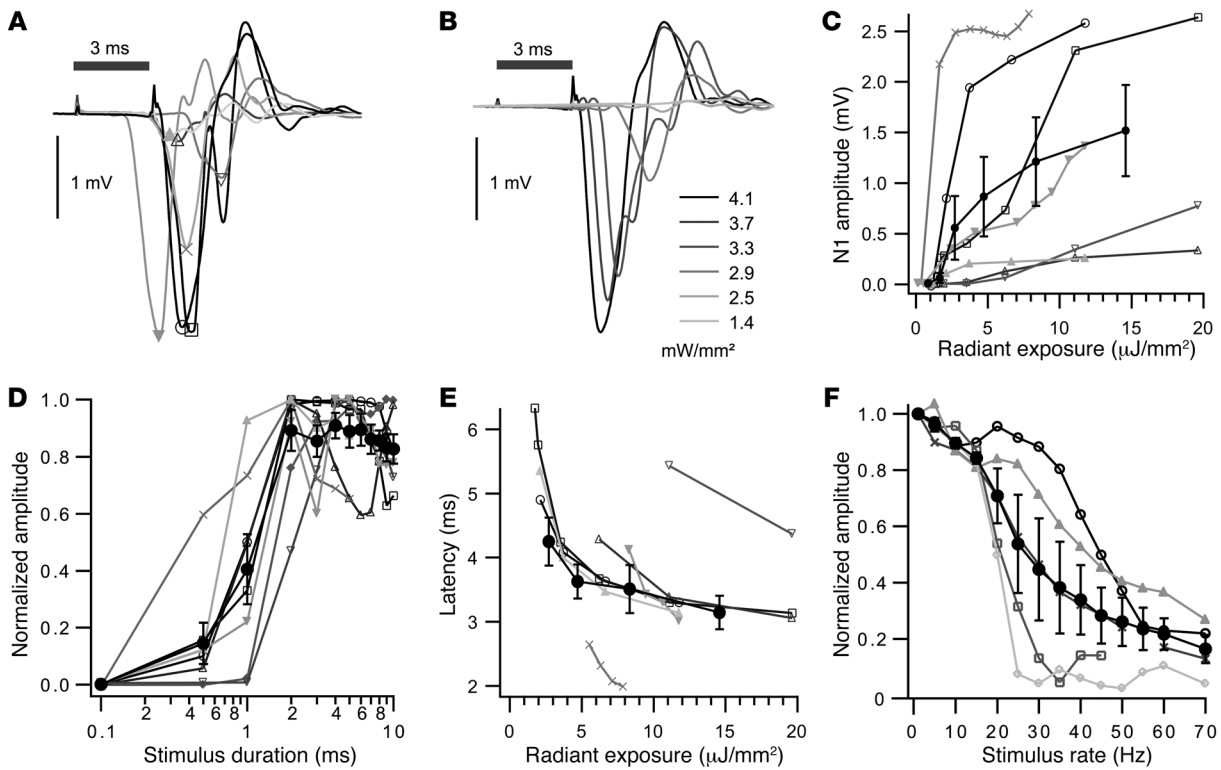 A
3 ms
1 mV
B
3 ms
1 mV
4.1
3.7
3.3
2.9
2.5
1.4
mW/mm²
C
N1 amplitude (mV)
2.5
2.0
1.5
1.0
0.5
0.0
0 5 10 15 20
Radiant exposure (μJ/mm²)
D
Normalized amplitude
1.0
0.8
0.6
0.4
0.2
0.0
2 4 6 8 2 4 6 8
0.1 1 10
Stimulus duration (ms)
E
Latency (ms)
6
5
4
3
2
0 5 10 15 20
Radiant exposure (μJ/mm²)
F
Normalized amplitude
1.0
0.8
0.6
0.4
0.2
0
0 10 20 30 40 50 60 70
Stimulus rate (Hz)